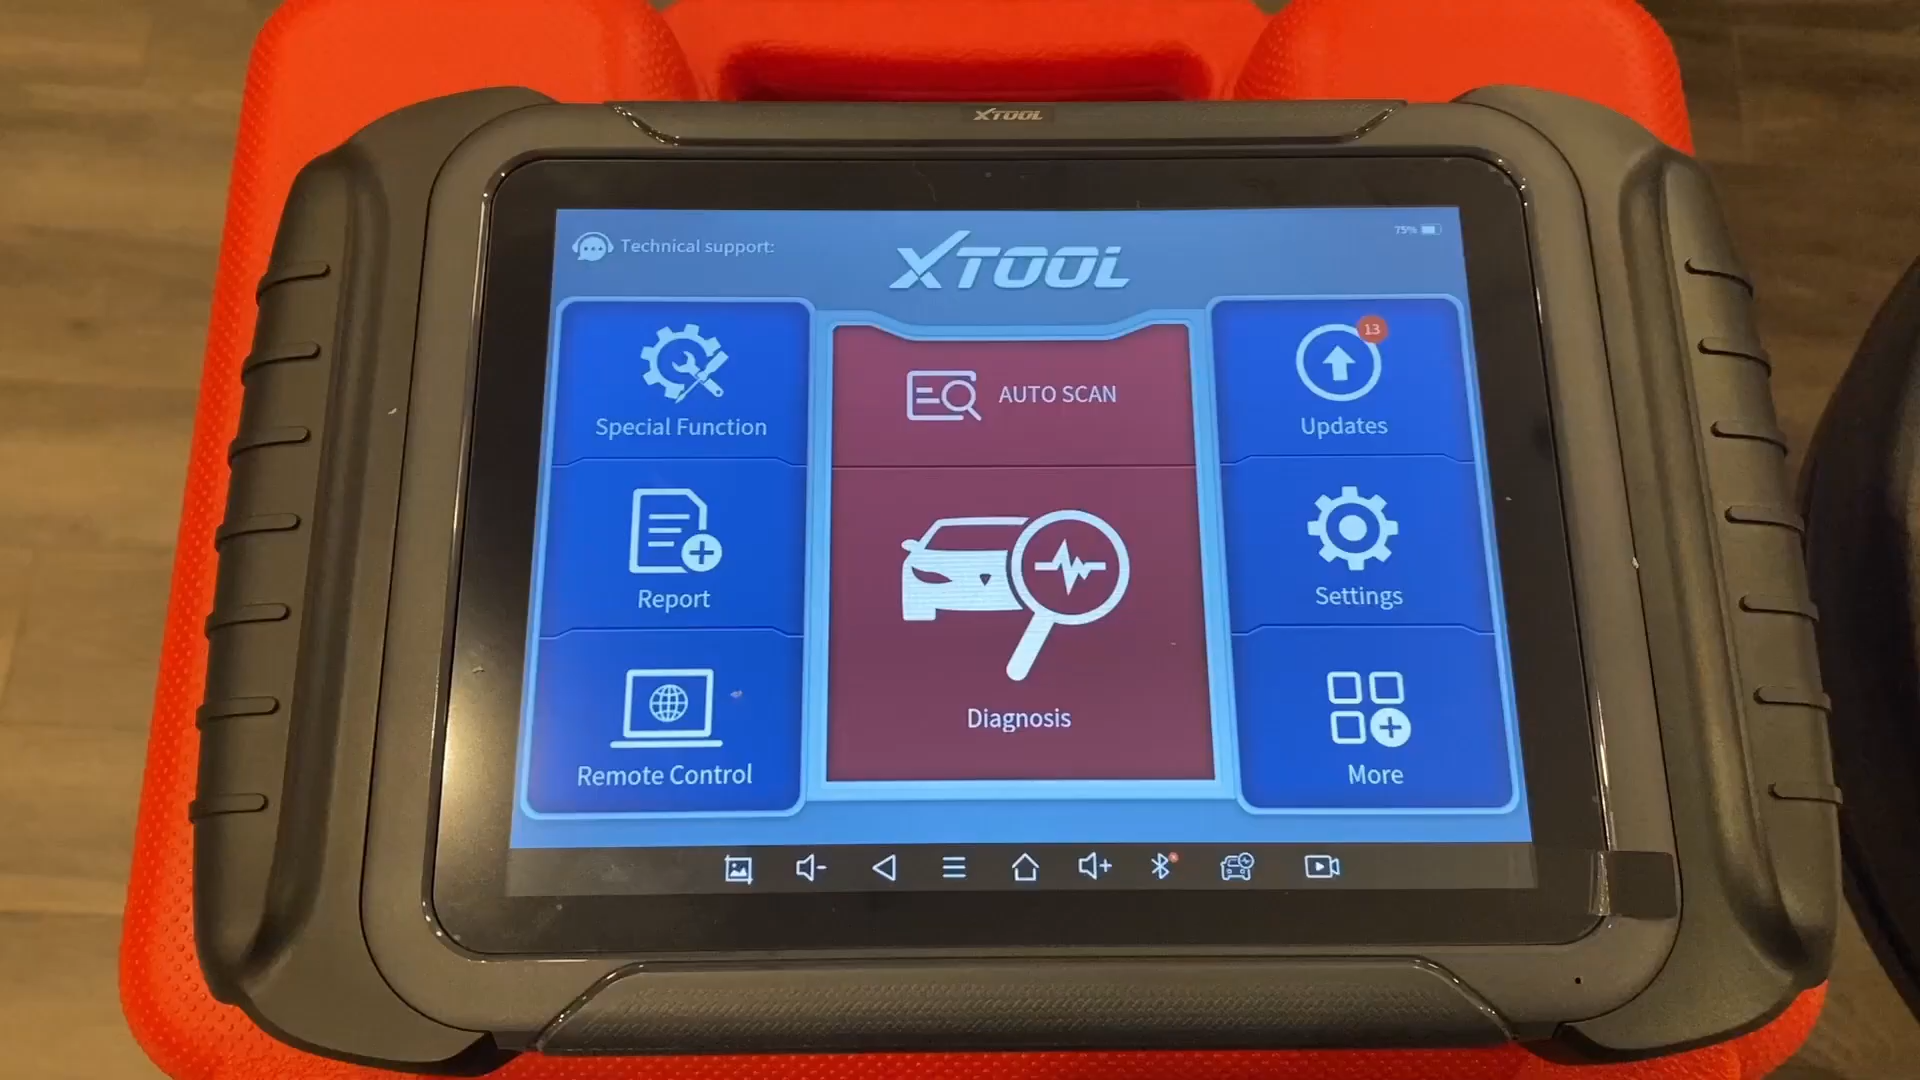 XTOOL
Technical support:
XTOOL
75%
Special Function
AUTO SCAN
13
Updates
Report
Settings
Diagnosis
Remote Control
More